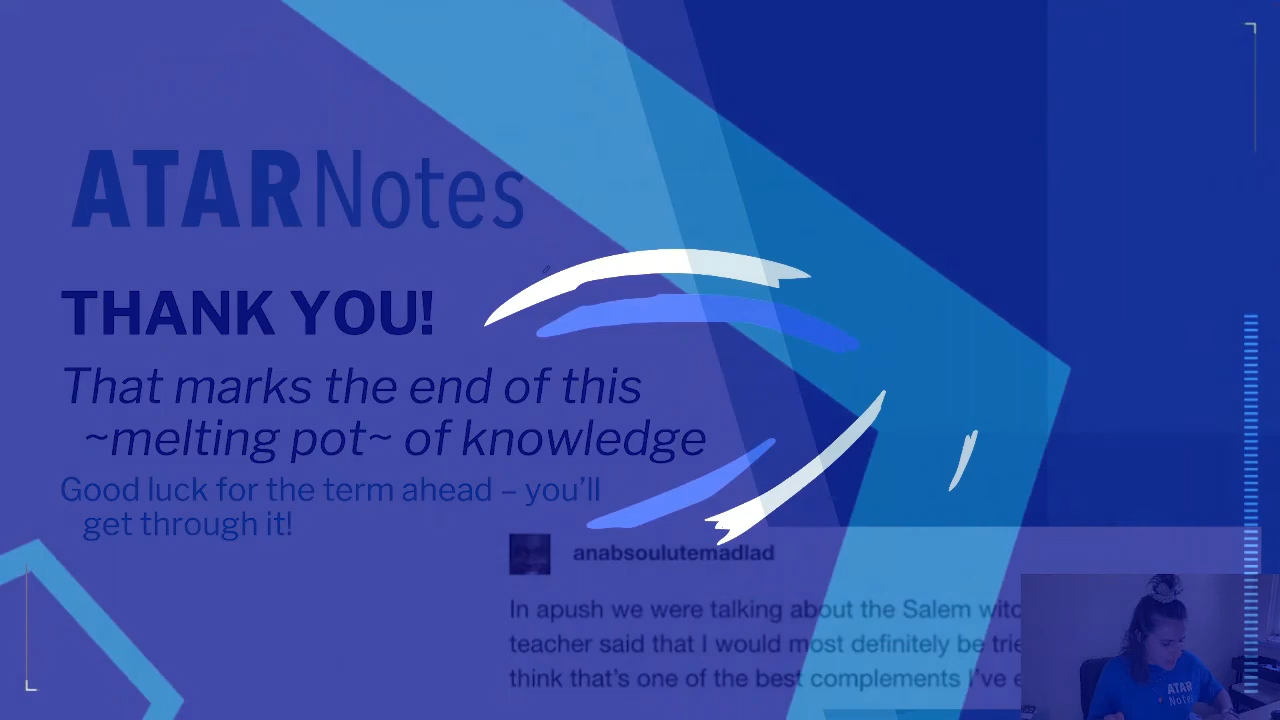 ATARNotes
THANK YOU!
That marks the end of this
~melting pot~ of knowledge
Good luck for the term ahead – you'll
get through it!
anabsoulutemadlad
In apush we were talking about the Salem
teacher said that I would most definitely be
think that's one of the best complements I've
ATAR
Notes